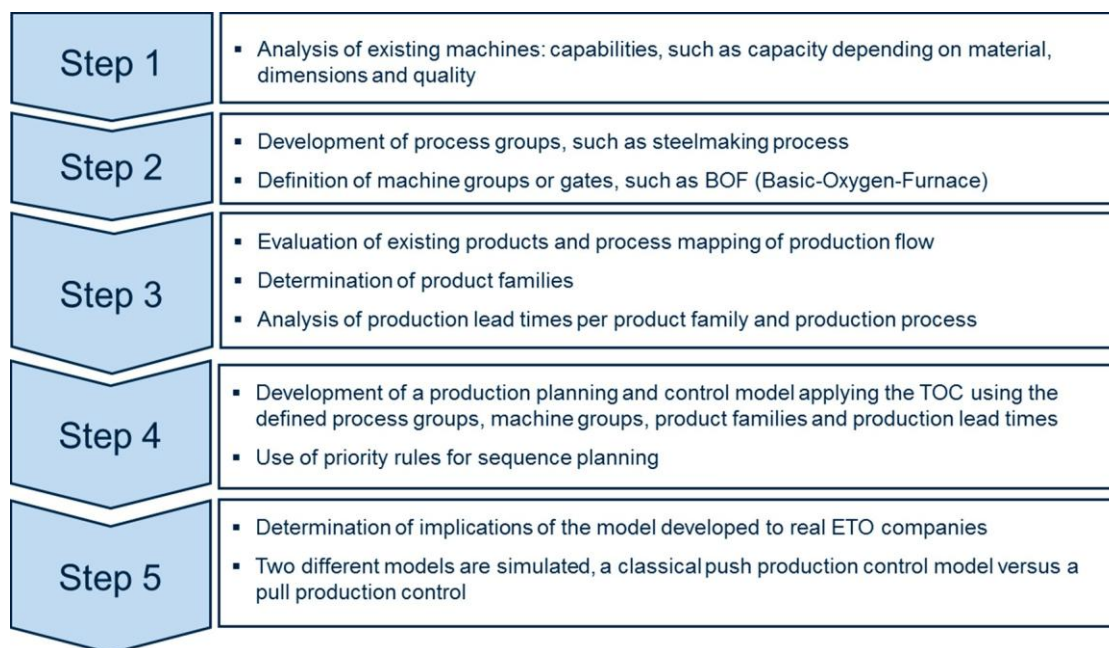 Step 1
▪ Analysis of existing machines: capabilities, such as capacity depending on material,
dimensions and quality
Step 2
▪ Development of process groups, such as steelmaking process
▪ Definition of machine groups or gates, such as BOF (Basic-Oxygen-Furnace)
Step 3
▪ Evaluation of existing products and process mapping of production flow
▪ Determination of product families
▪ Analysis of production lead times per product family and production process
Step 4
▪ Development of a production planning and control model applying the TOC using the
defined process groups, machine groups, product families and production lead times
▪ Use of priority rules for sequence planning
Step 5
▪ Determination of implications of the model developed to real ETO companies
▪ Two different models are simulated, a classical push production control model versus a
pull production control